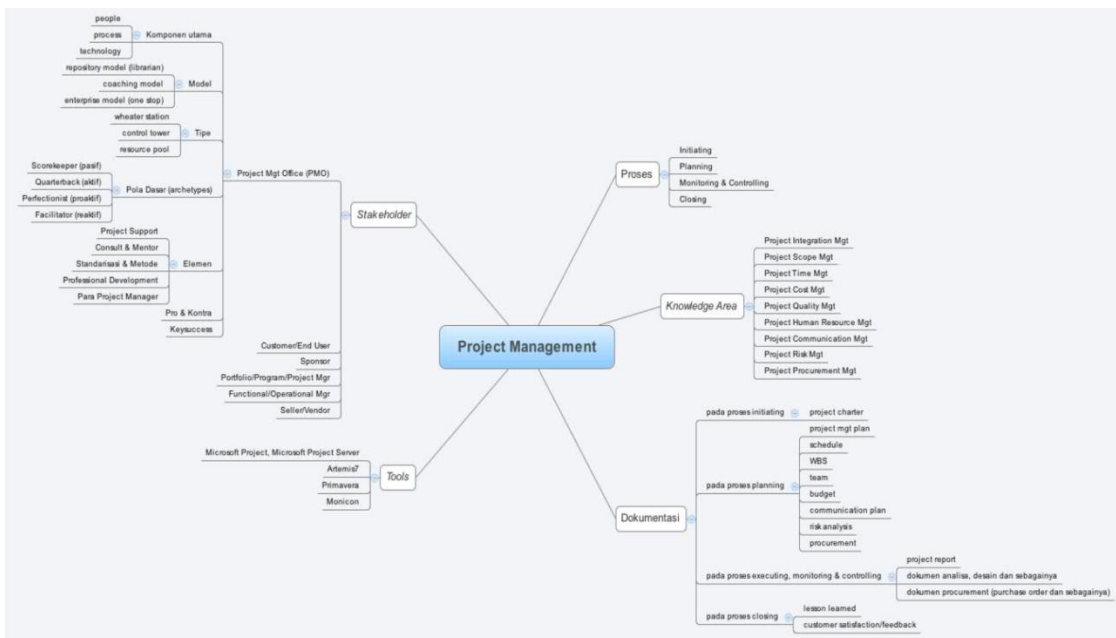 Project Management
Stakeholder
Project Mgt Office (PMO)
Komponen utama
people
process
technology
Model
repository model (librarian)
coaching model
enterprise model (one stop)
Tipe
wheater station
control tower
resource pool
Pola Dasar (archetypes)
Scorekeeper (pasif)
Quarterback (aktif)
Perfectionist (proaktif)
Facilitator (reaktif)
Elemen
Project Support
Consult & Mentor
Standarisasi & Metode
Professional Development
Para Project Manager
Pro & Kontra
Keysuccess
Customer/End User
Sponsor
Portfolio/Program/Project Mgr
Functional/Operational Mgr
Seller/Vendor
Tools
Microsoft Project, Microsoft Project Server
Artemis7
Primavera
Monicon
Proses
Initiating
Planning
Monitoring & Controlling
Closing
Knowledge Area
Project Integration Mgt
Project Scope Mgt
Project Time Mgt
Project Cost Mgt
Project Quality Mgt
Project Human Resource Mgt
Project Communication Mgt
Project Risk Mgt
Project Procurement Mgt
Dokumentasi
pada proses initiating
project charter
pada proses planning
project mgt plan
schedule
WBS
team
budget
communication plan
risk analysis
procurement
pada proses executing, monitoring & controlling
project report
dokumen analisa, desain dan sebagainya
dokumen procurement (purchase order dan sebagainya)
pada proses closing
lesson learned
customer satisfaction/feedback